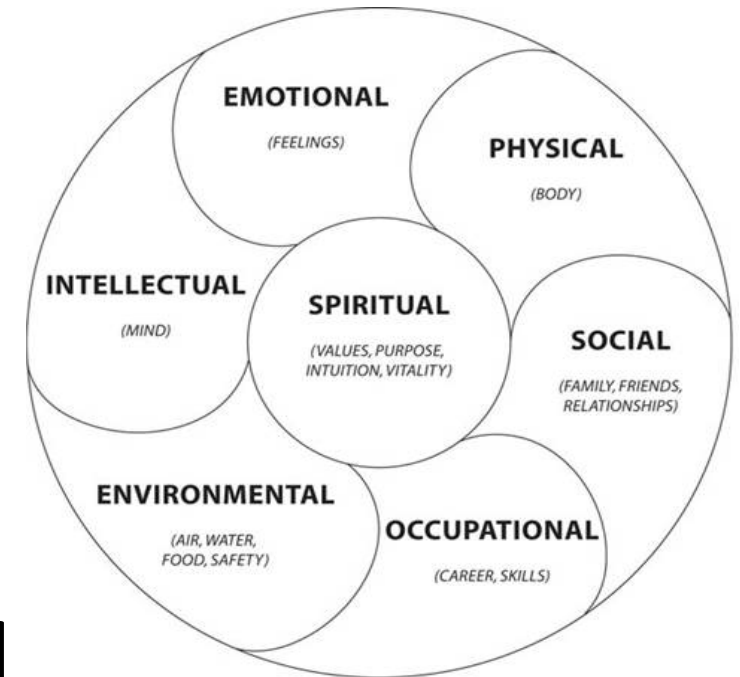 EMOTIONAL
(FEELINGS)
PHYSICAL
(BODY)
INTELLECTUAL
(MIND)
SPIRITUAL
(VALUES, PURPOSE,
INTUITION, VITALITY)
SOCIAL
(FAMILY, FRIENDS,
RELATIONSHIPS)
ENVIRONMENTAL
(AIR, WATER,
FOOD, SAFETY)
OCCUPATIONAL
(CAREER, SKILLS)